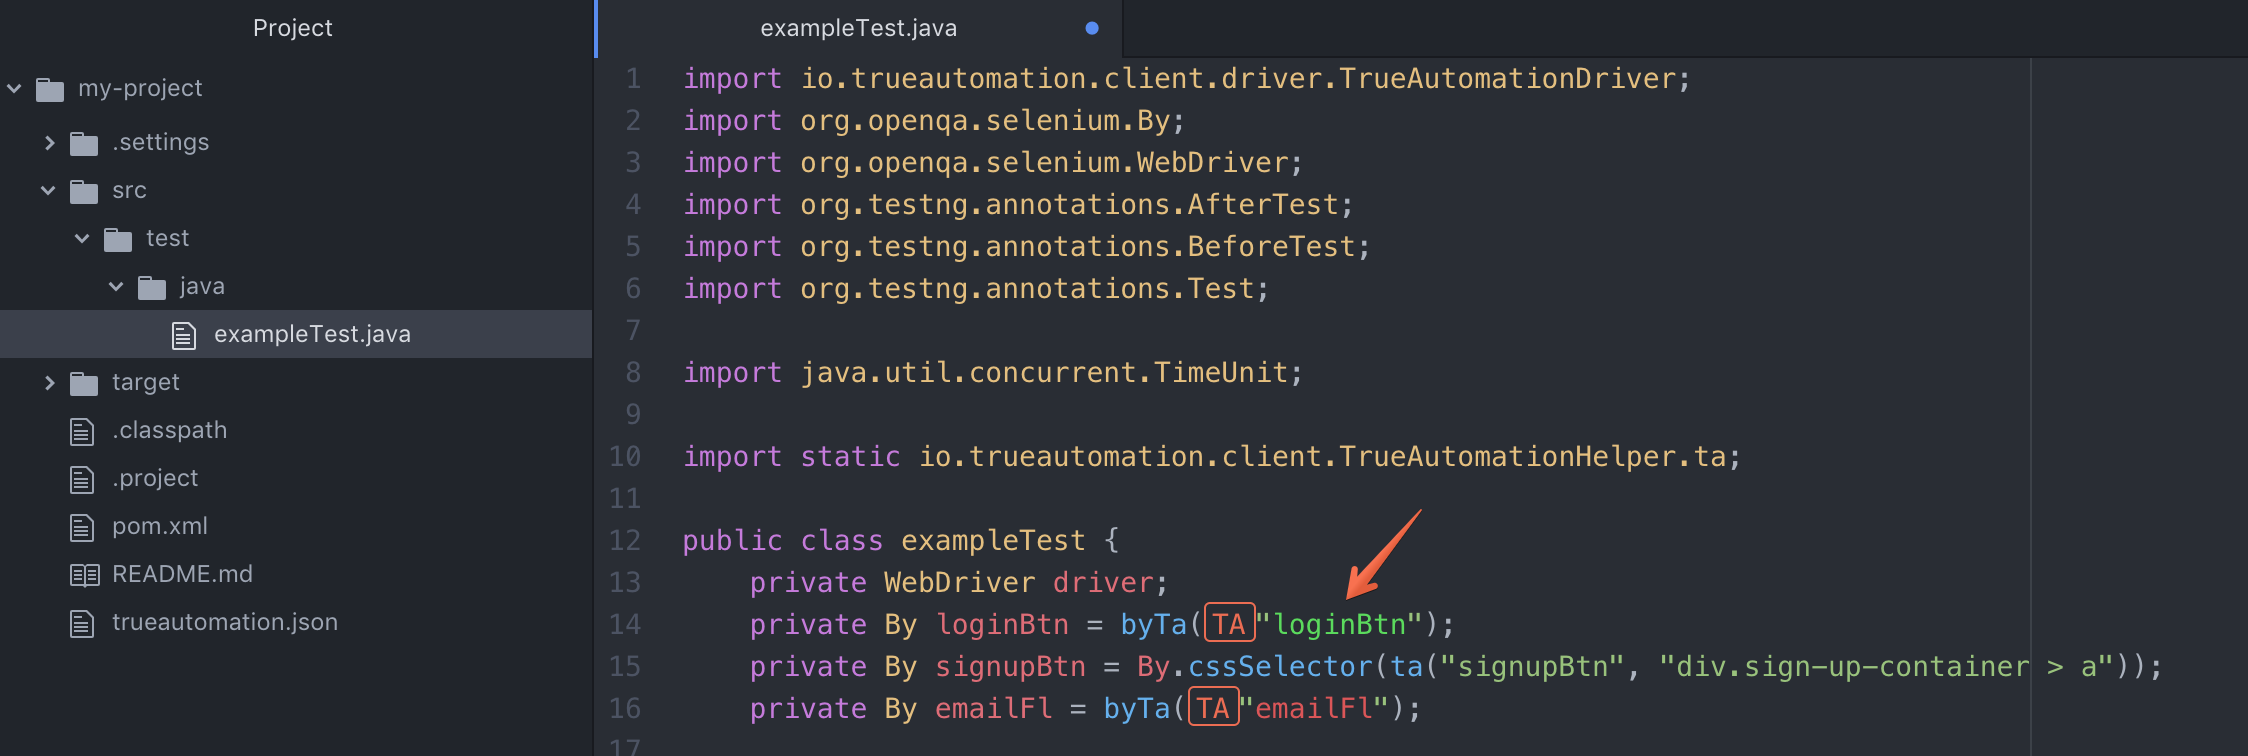 Project
my-project
.settings
src
test
java
exampleTest.java
target
.classpath
.project
pom.xml
README.md
trueautomation.json
exampleTest.java
1 import io.trueautomation.client.driver.TrueAutomationDriver;
2 import org.openqa.selenium.By;
3 import org.openqa.selenium.WebDriver;
4 import org.testng.annotations.AfterTest;
5 import org.testng.annotations.BeforeTest;
6 import org.testng.annotations.Test;
7
8 import java.util.concurrent.TimeUnit;
9
10 import static io.trueautomation.client.TrueAutomationHelper.ta;
11
12 public class exampleTest {
13     private WebDriver driver;
14     private By loginBtn = byTa(TA"loginBtn");
15     private By signupBtn = By.cssSelector(ta("signupBtn", "div.sign-up-container > a"));
16     private By emailFl = byTa(TA"emailFl");
17